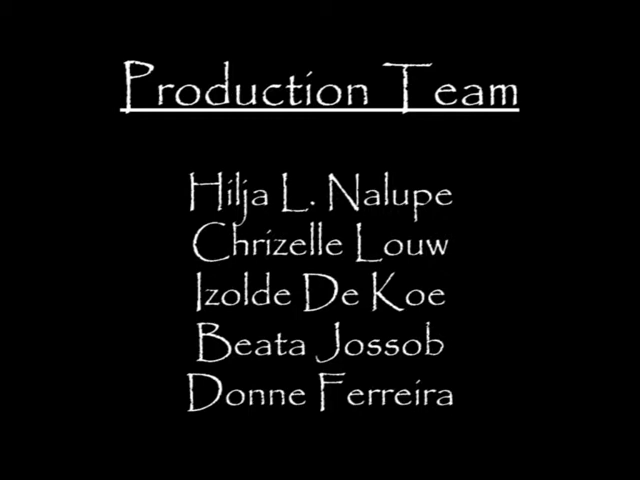 Production Team
Hilja L. Nalupe
Chrizelle Louw
Izolde De Koe
Beata Jossob
Donne Ferreira